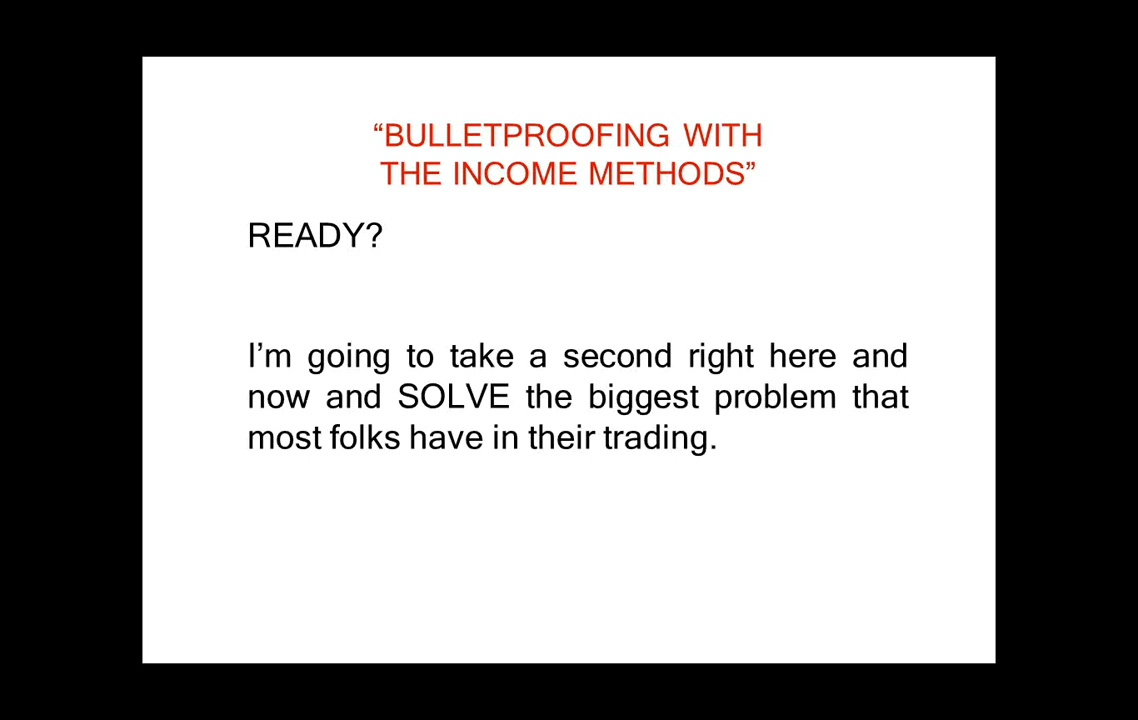 “BULLETPROOFING WITH
THE INCOME METHODS”
READY?
I’m going to take a second right here and
now and SOLVE the biggest problem that
most folks have in their trading.